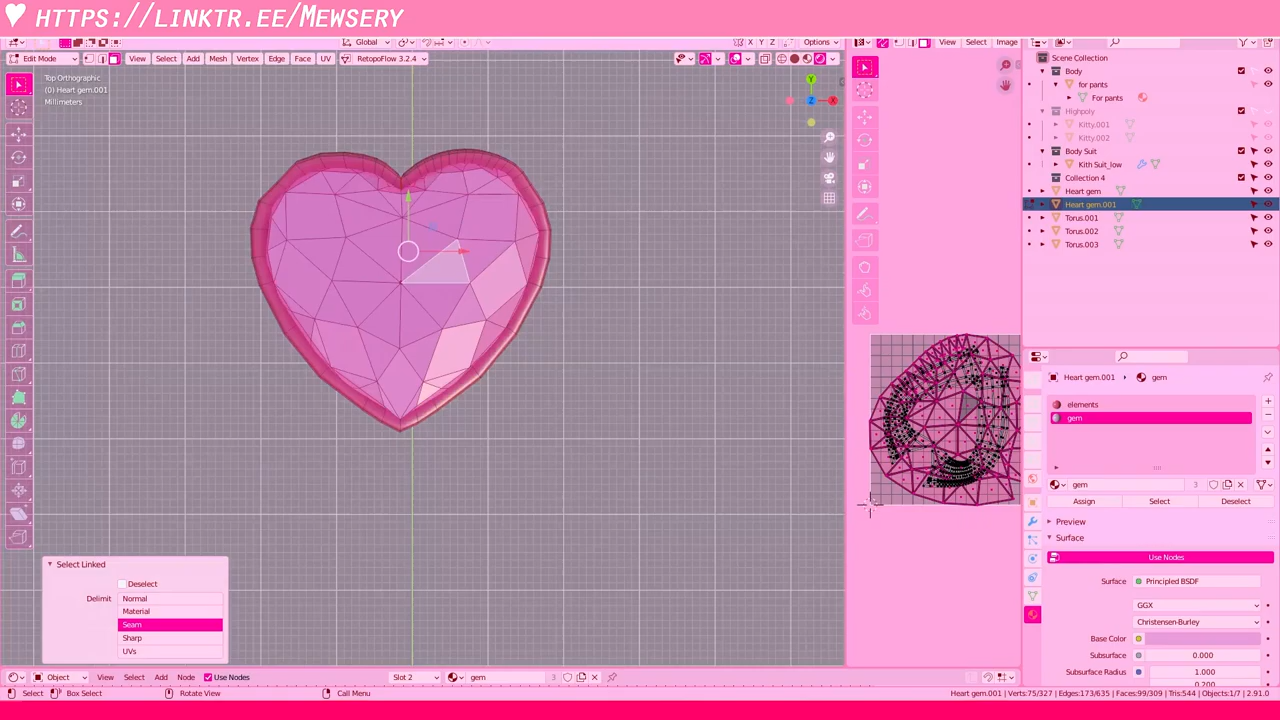 ♥ https://linktr.ee/Mewsery
Global
X Y Z
Options
Edit Mode
View
Select
Add
Mesh
Vertex
Edge
Face
UV
RetopoFlow 3.2.4
View
Select
Image
Top Orthographic
(0) Heart gem.001
Millimeters
Y
Z
X
Scene Collection
Body
for pants
For pants
Highpoly
Kitty.001
Kitty.002
Body Suit
Kith Suit_low
Collection 4
Heart gem
Heart gem.001
Torus.001
Torus.002
Torus.003
Heart gem.001
gem
elements
gem
gem
3
Assign
Select
Deselect
Preview
Surface
Use Nodes
Surface
Principled BSDF
GGX
Christensen-Burley
Base Color
Subsurface
0.000
Subsurface Radius
1.000
0.200
Select Linked
Deselect
Delimit
Normal
Material
Seam
Sharp
UVs
Object
View
Select
Add
Node
Use Nodes
Slot 2
gem
3
Select
Box Select
Rotate View
Call Menu
Heart gem.001 | Verts:75/327 | Edges:173/635 | Faces:99/309 | Tris:544 | Objects:1/7 | 2.91.0